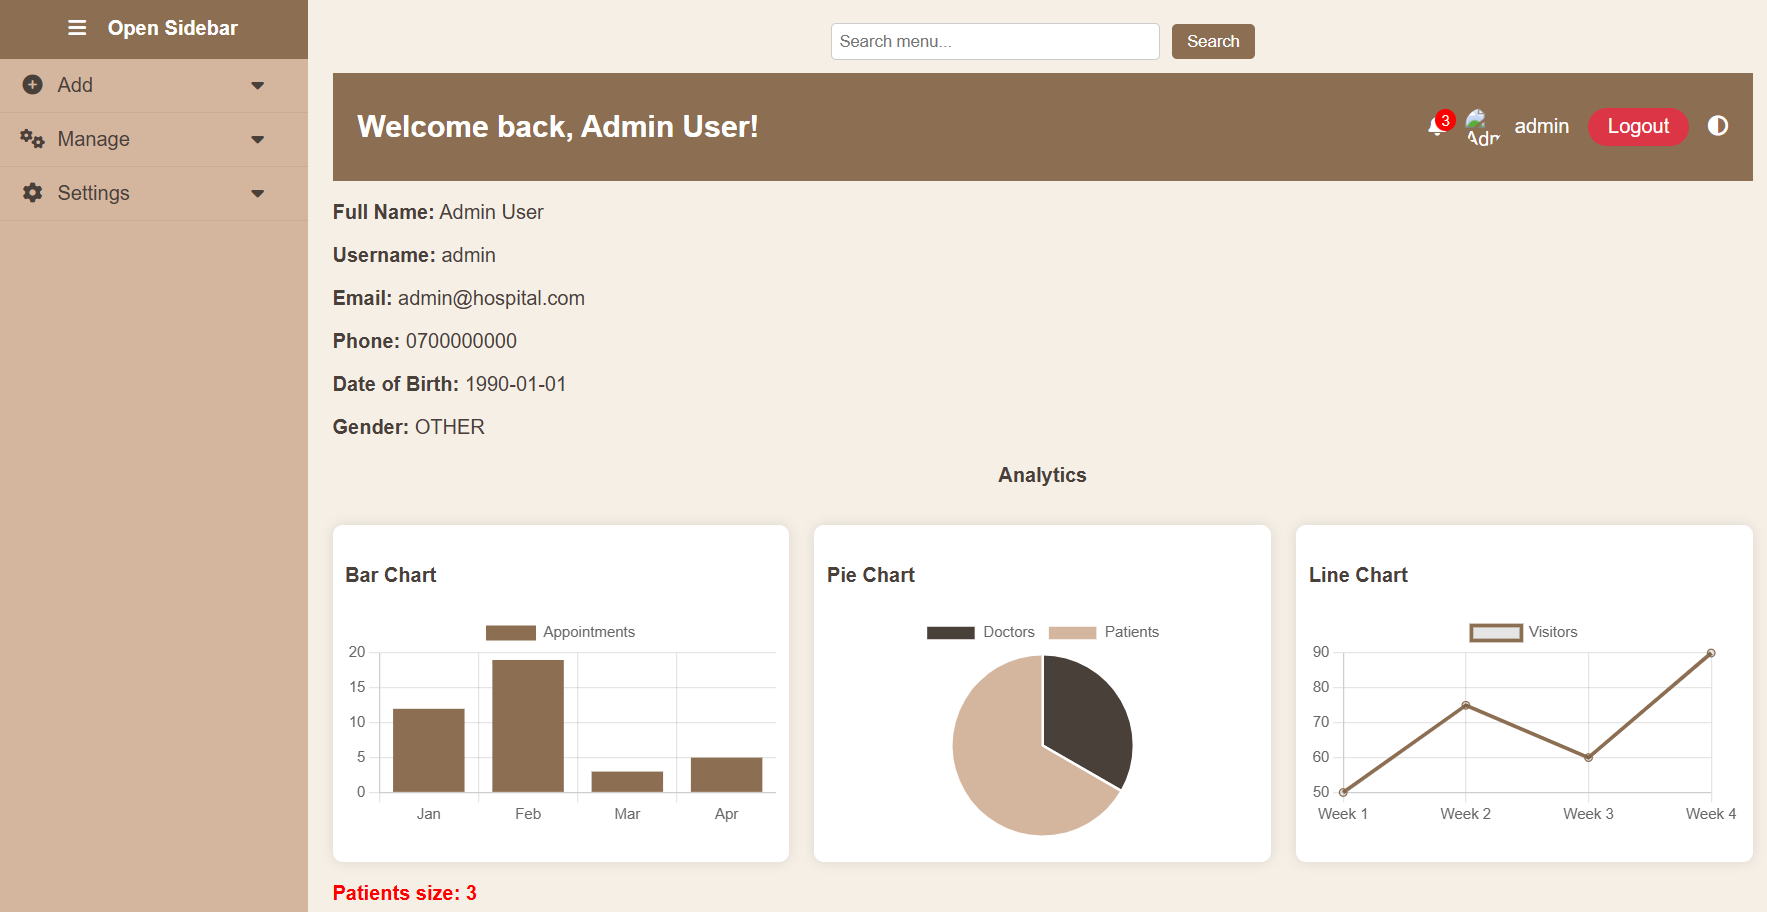 Open Sidebar
Add
Manage
Settings
Search menu...
Search
Welcome back, Admin User!
3
Adr
admin
Logout
Full Name: Admin User
Username: admin
Email: admin@hospital.com
Phone: 0700000000
Date of Birth: 1990-01-01
Gender: OTHER
Analytics
Bar Chart
Appointments
20
15
10
5
0
Jan Feb Mar Apr
Pie Chart
Doctors Patients
Line Chart
Visitors
90
80
70
60
50
Week 1 Week 2 Week 3 Week 4
Patients size: 3